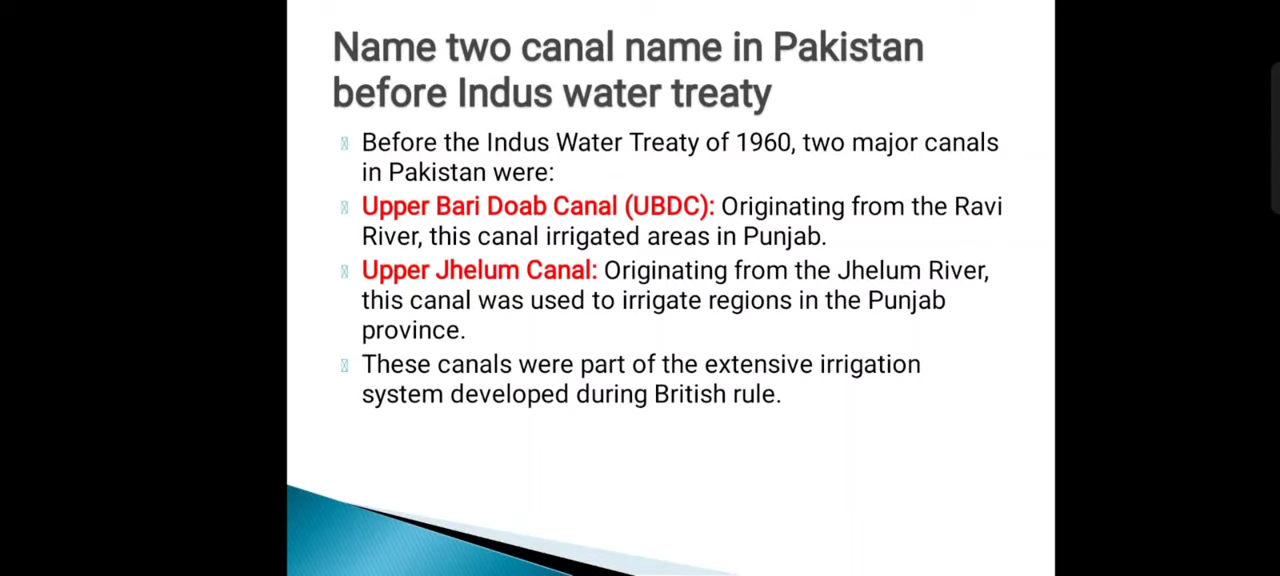 Name two canal name in Pakistan
before Indus water treaty
Before the Indus Water Treaty of 1960, two major canals
in Pakistan were:
Upper Bari Doab Canal (UBDC): Originating from the Ravi
River, this canal irrigated areas in Punjab.
Upper Jhelum Canal: Originating from the Jhelum River,
this canal was used to irrigate regions in the Punjab
province.
These canals were part of the extensive irrigation
system developed during British rule.